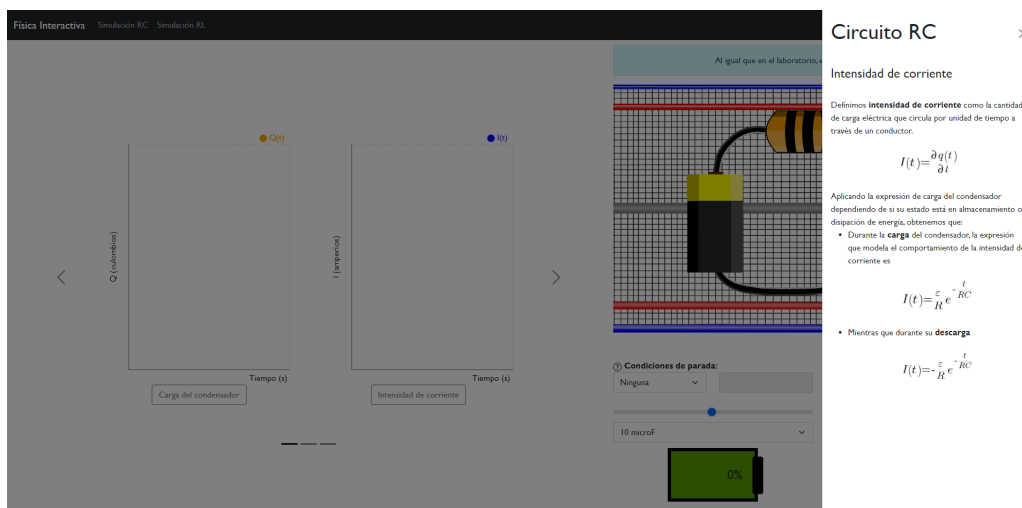 Física Interactiva Simulación RC Simulación RL
Al igual que en el laboratorio, e
Q(t)
I(t)
Q (culombios)
I (amperios)
Tiempo (s)
Tiempo (s)
Carga del condensador
Intensidad de corriente
? Condiciones de parada:
Ninguna
10 microF
0%
Circuito RC
Intensidad de corriente
Definimos intensidad de corriente como la cantidad
de carga eléctrica que circula por unidad de tiempo a
través de un conductor.
I(t)=∂q(t)/∂t
Aplicando la expresión de carga del condensador
dependiendo de si su estado está en almacenamiento o
disipación de energía, obtenemos que:
• Durante la carga del condensador, la expresión
que modela el comportamiento de la intensidad de
corriente es
I(t)=ε/R e^(-t/RC)
• Mientras que durante su descarga
I(t)=-ε/R e^(-t/RC)